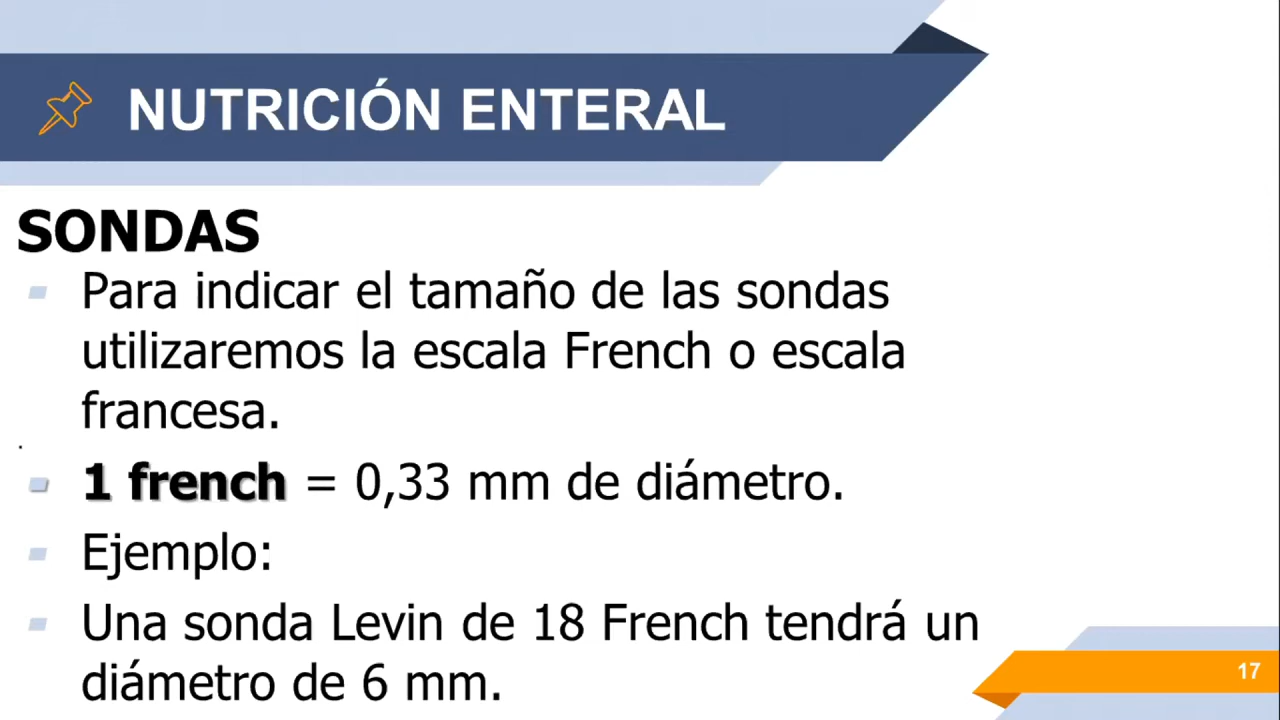 NUTRICIÓN ENTERAL
SONDAS
Para indicar el tamaño de las sondas
utilizaremos la escala French o escala
francesa.
1 french = 0,33 mm de diámetro.
Ejemplo:
Una sonda Levin de 18 French tendrá un
diámetro de 6 mm.
17